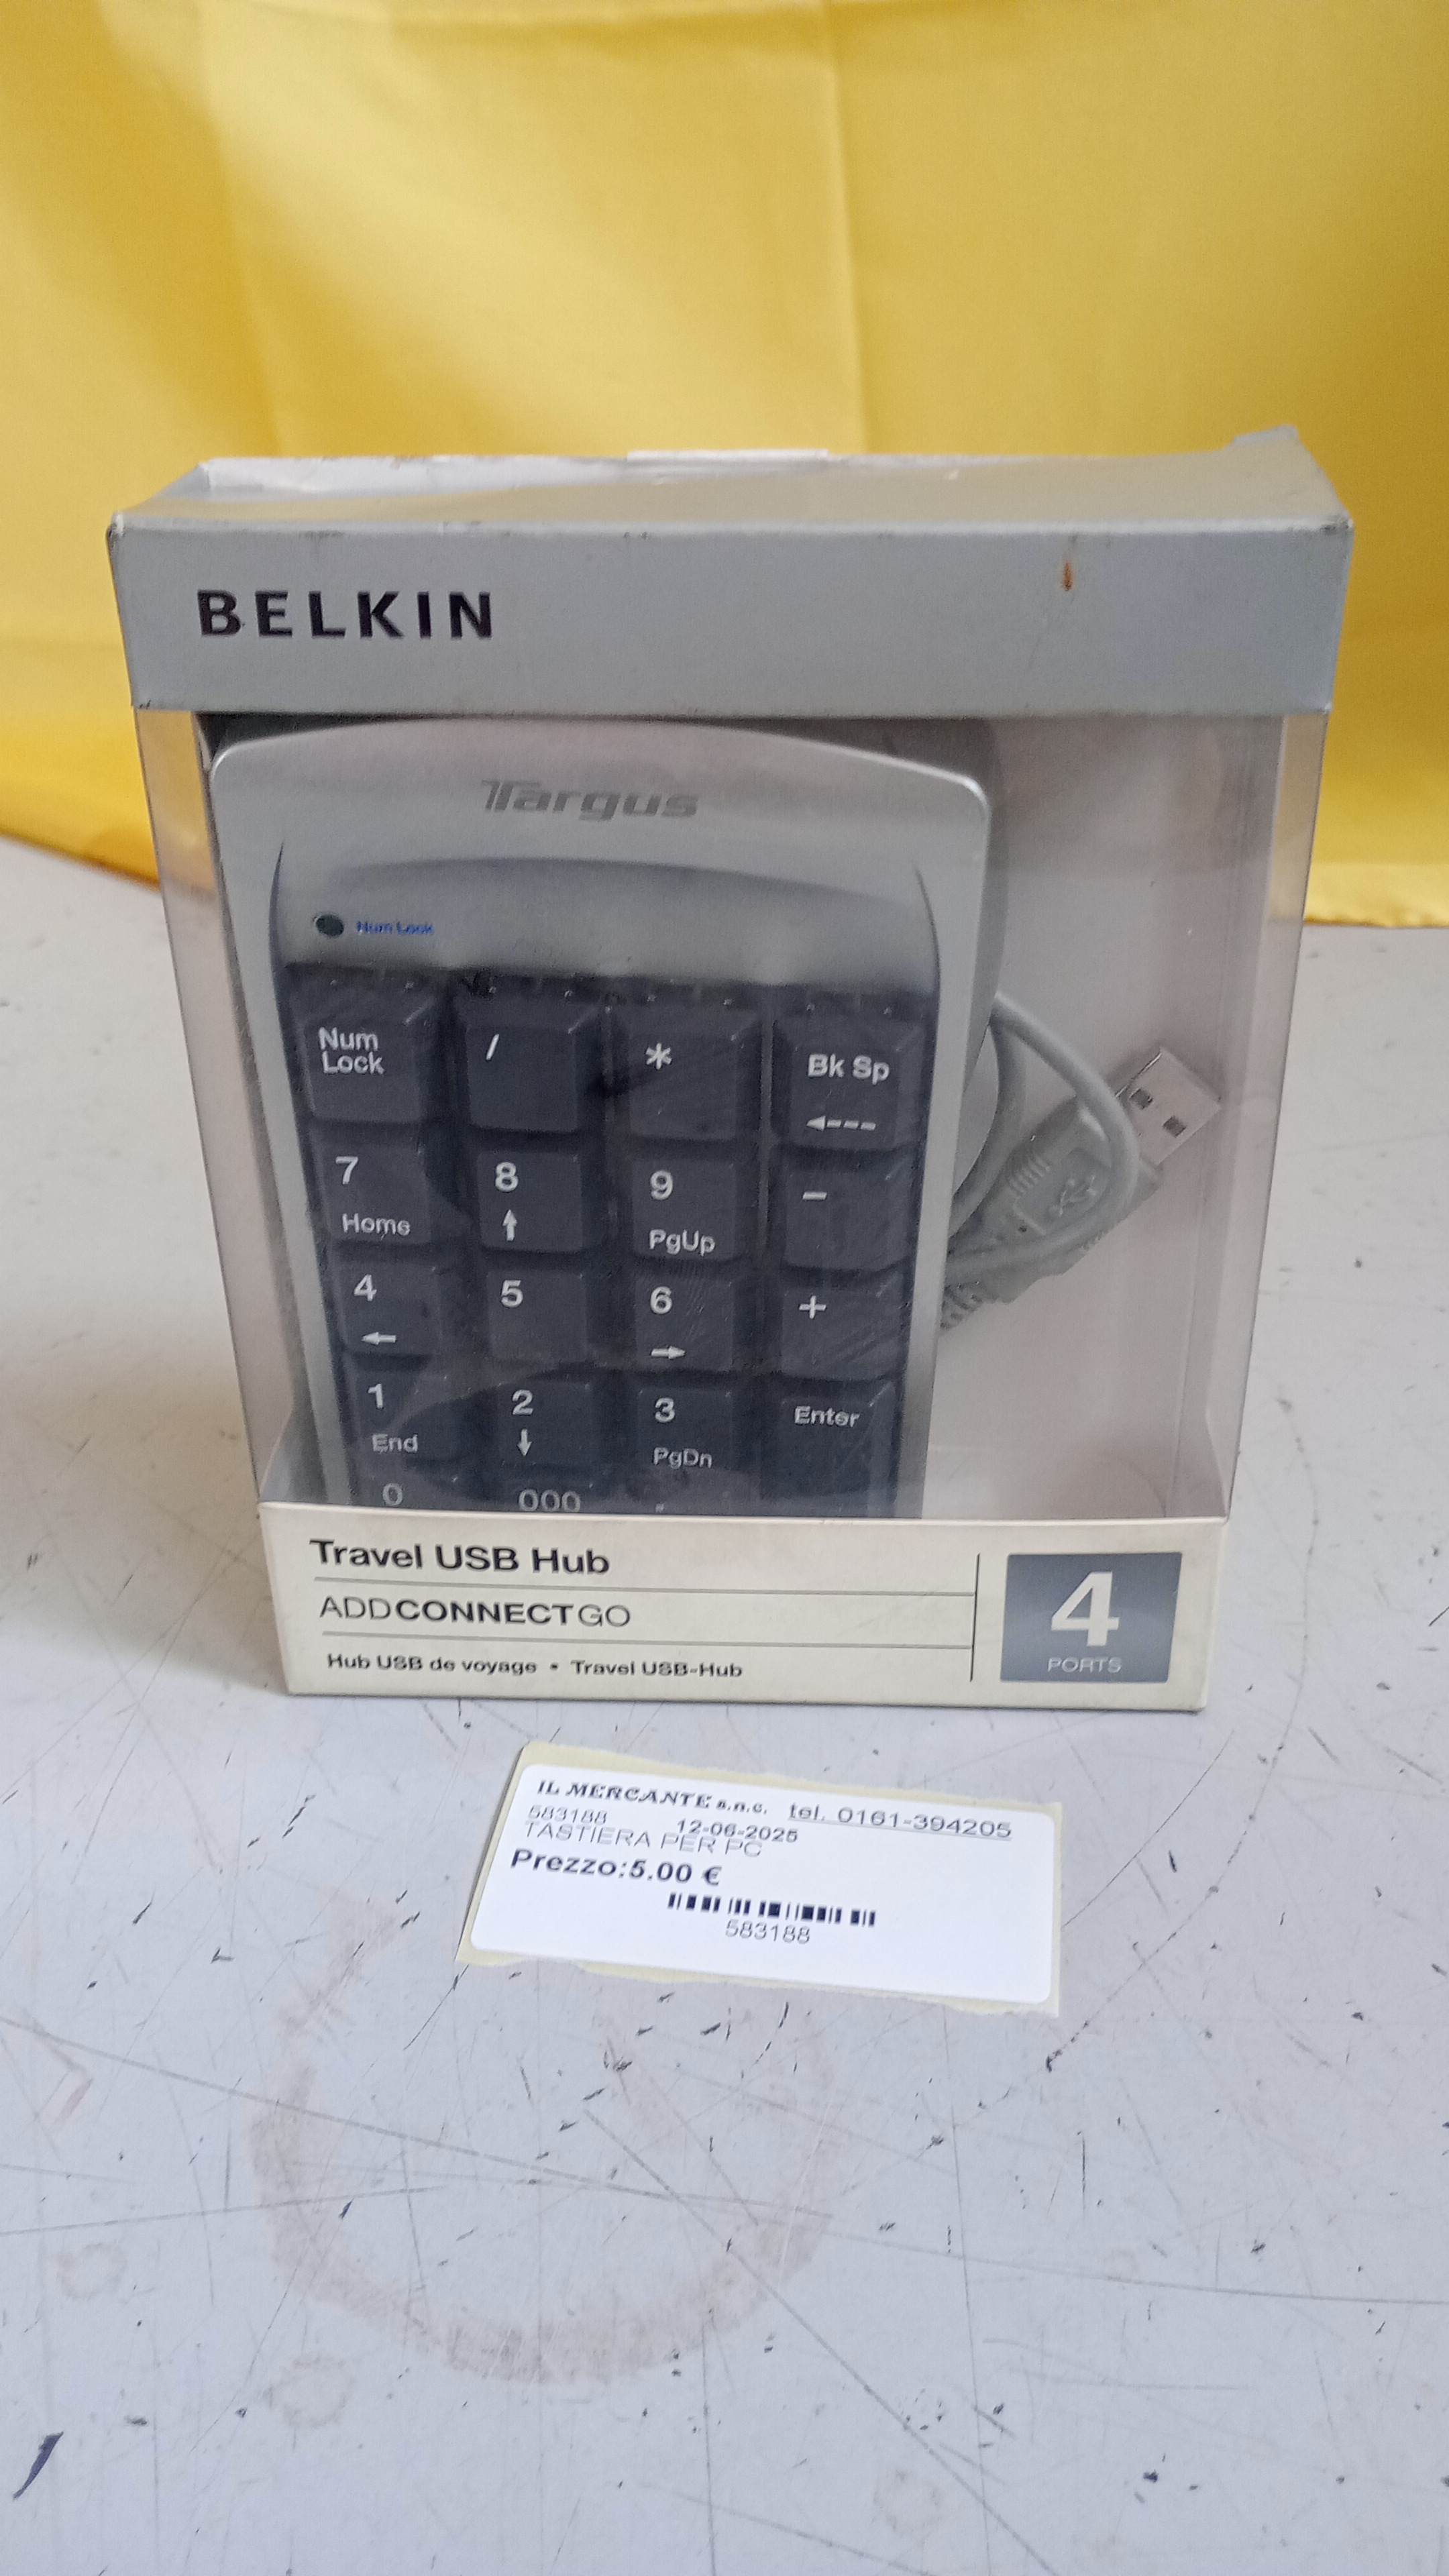 BELKIN
Targus
Num Lock
Num
Lock
/
*
Bk Sp
7
Home
8
9
PgUp
-
4
5
6
+
1
End
2
3
PgDn
Enter
0
000
.
Travel USB Hub
ADDCONNECTGO
Hub USB de voyage • Travel USB-Hub
4
PORTS
IL MERCANTE s.n.c. tel. 0161-394205
583188 12-06-2025
TASTIERA PER PC
Prezzo:5.00 €
583188